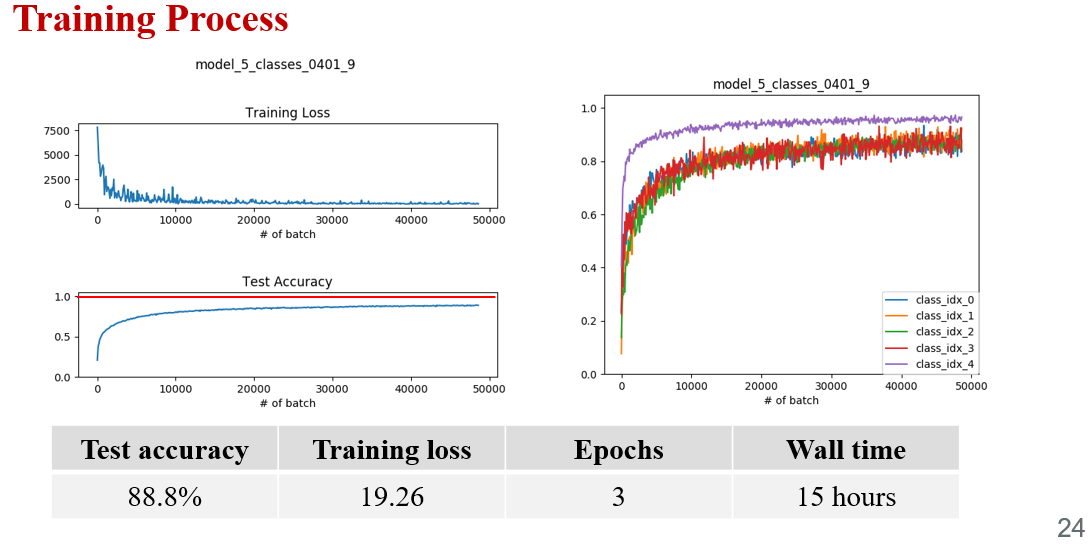 Training Process
model_5_classes_0401_9
Training Loss
7500
5000
2500
0
0 10000 20000 30000 40000 50000
# of batch
Test Accuracy
1.0
0.5
0.0
0 10000 20000 30000 40000 50000
# of batch
model_5_classes_0401_9
1.0
0.8
0.6
0.4
0.2
0.0
class_idx_0
class_idx_1
class_idx_2
class_idx_3
class_idx_4
0 10000 20000 30000 40000 50000
# of batch
Test accuracy Training loss Epochs Wall time
88.8% 19.26 3 15 hours
24